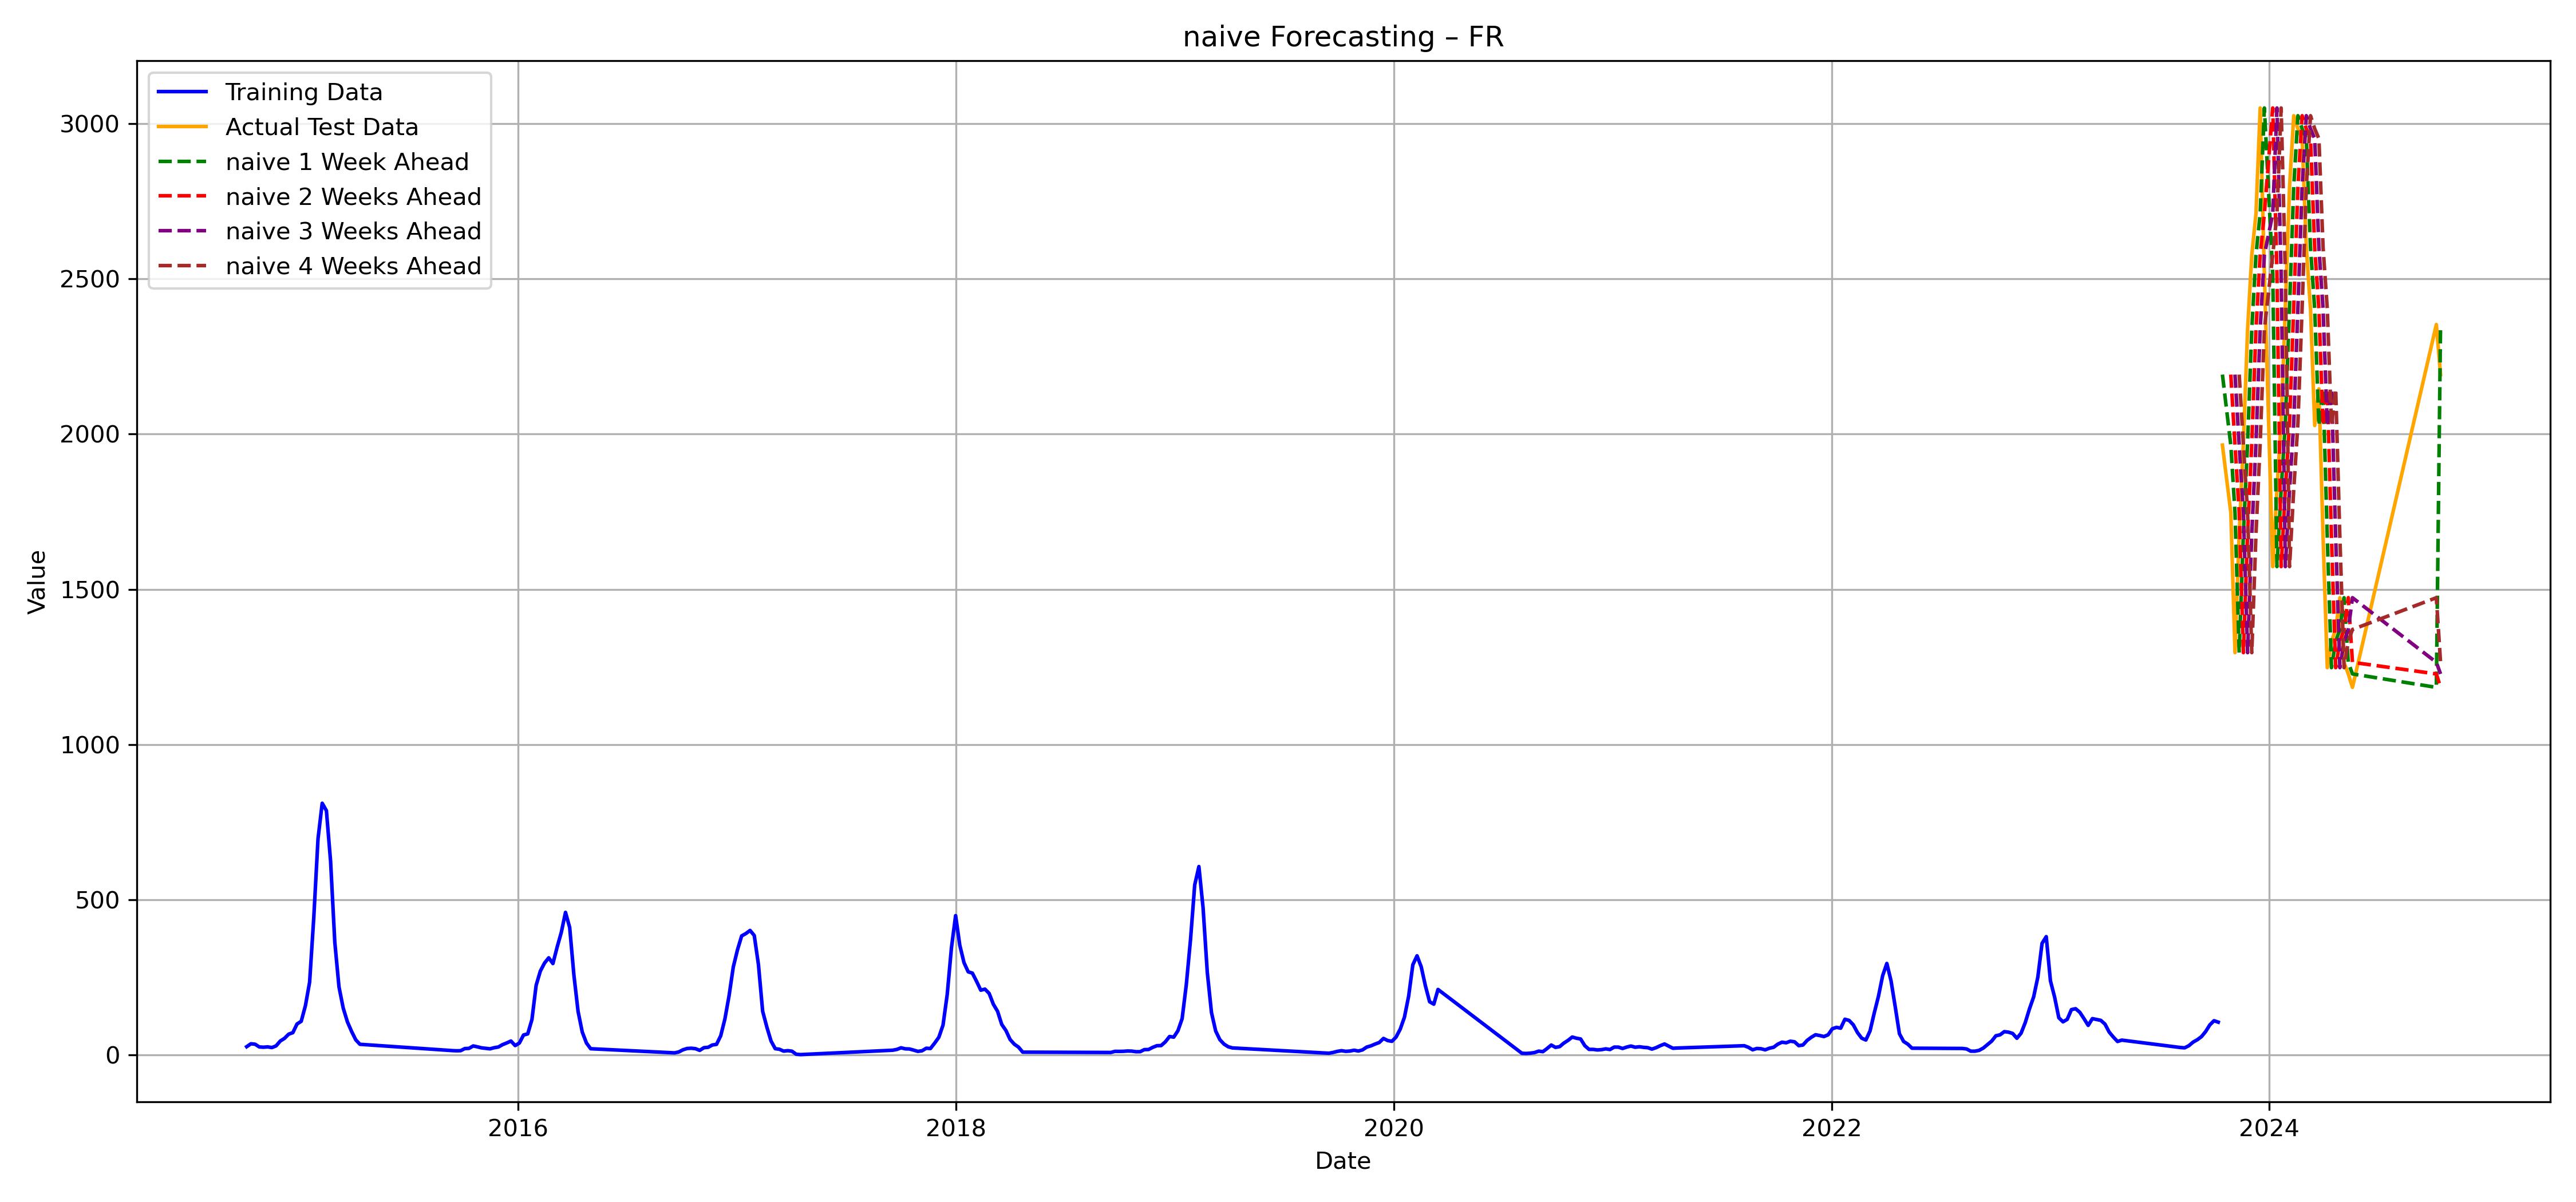 naive Forecasting – FR
Training Data
Actual Test Data
naive 1 Week Ahead
naive 2 Weeks Ahead
naive 3 Weeks Ahead
naive 4 Weeks Ahead
Value
3000
2500
2000
1500
1000
500
0
2016
2018
2020
2022
2024
Date